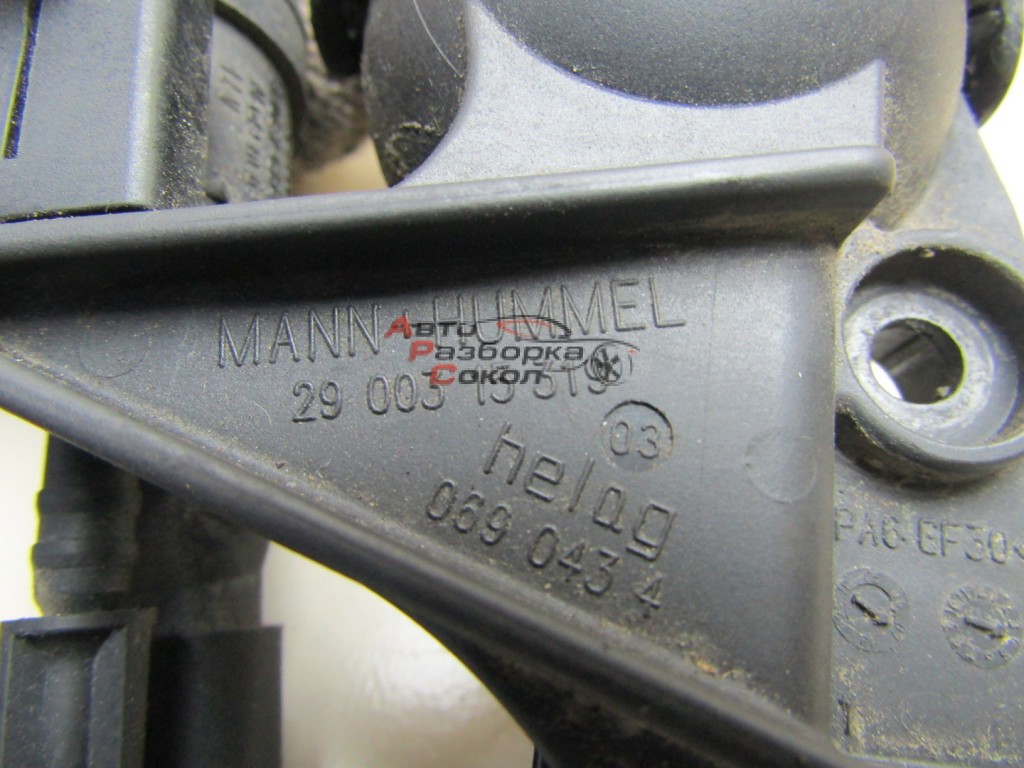 MANN+HUMMEL
29 003 13 519
03
helag
069 043 4
PA6-GF30<
Авто
Разборка
Сокол